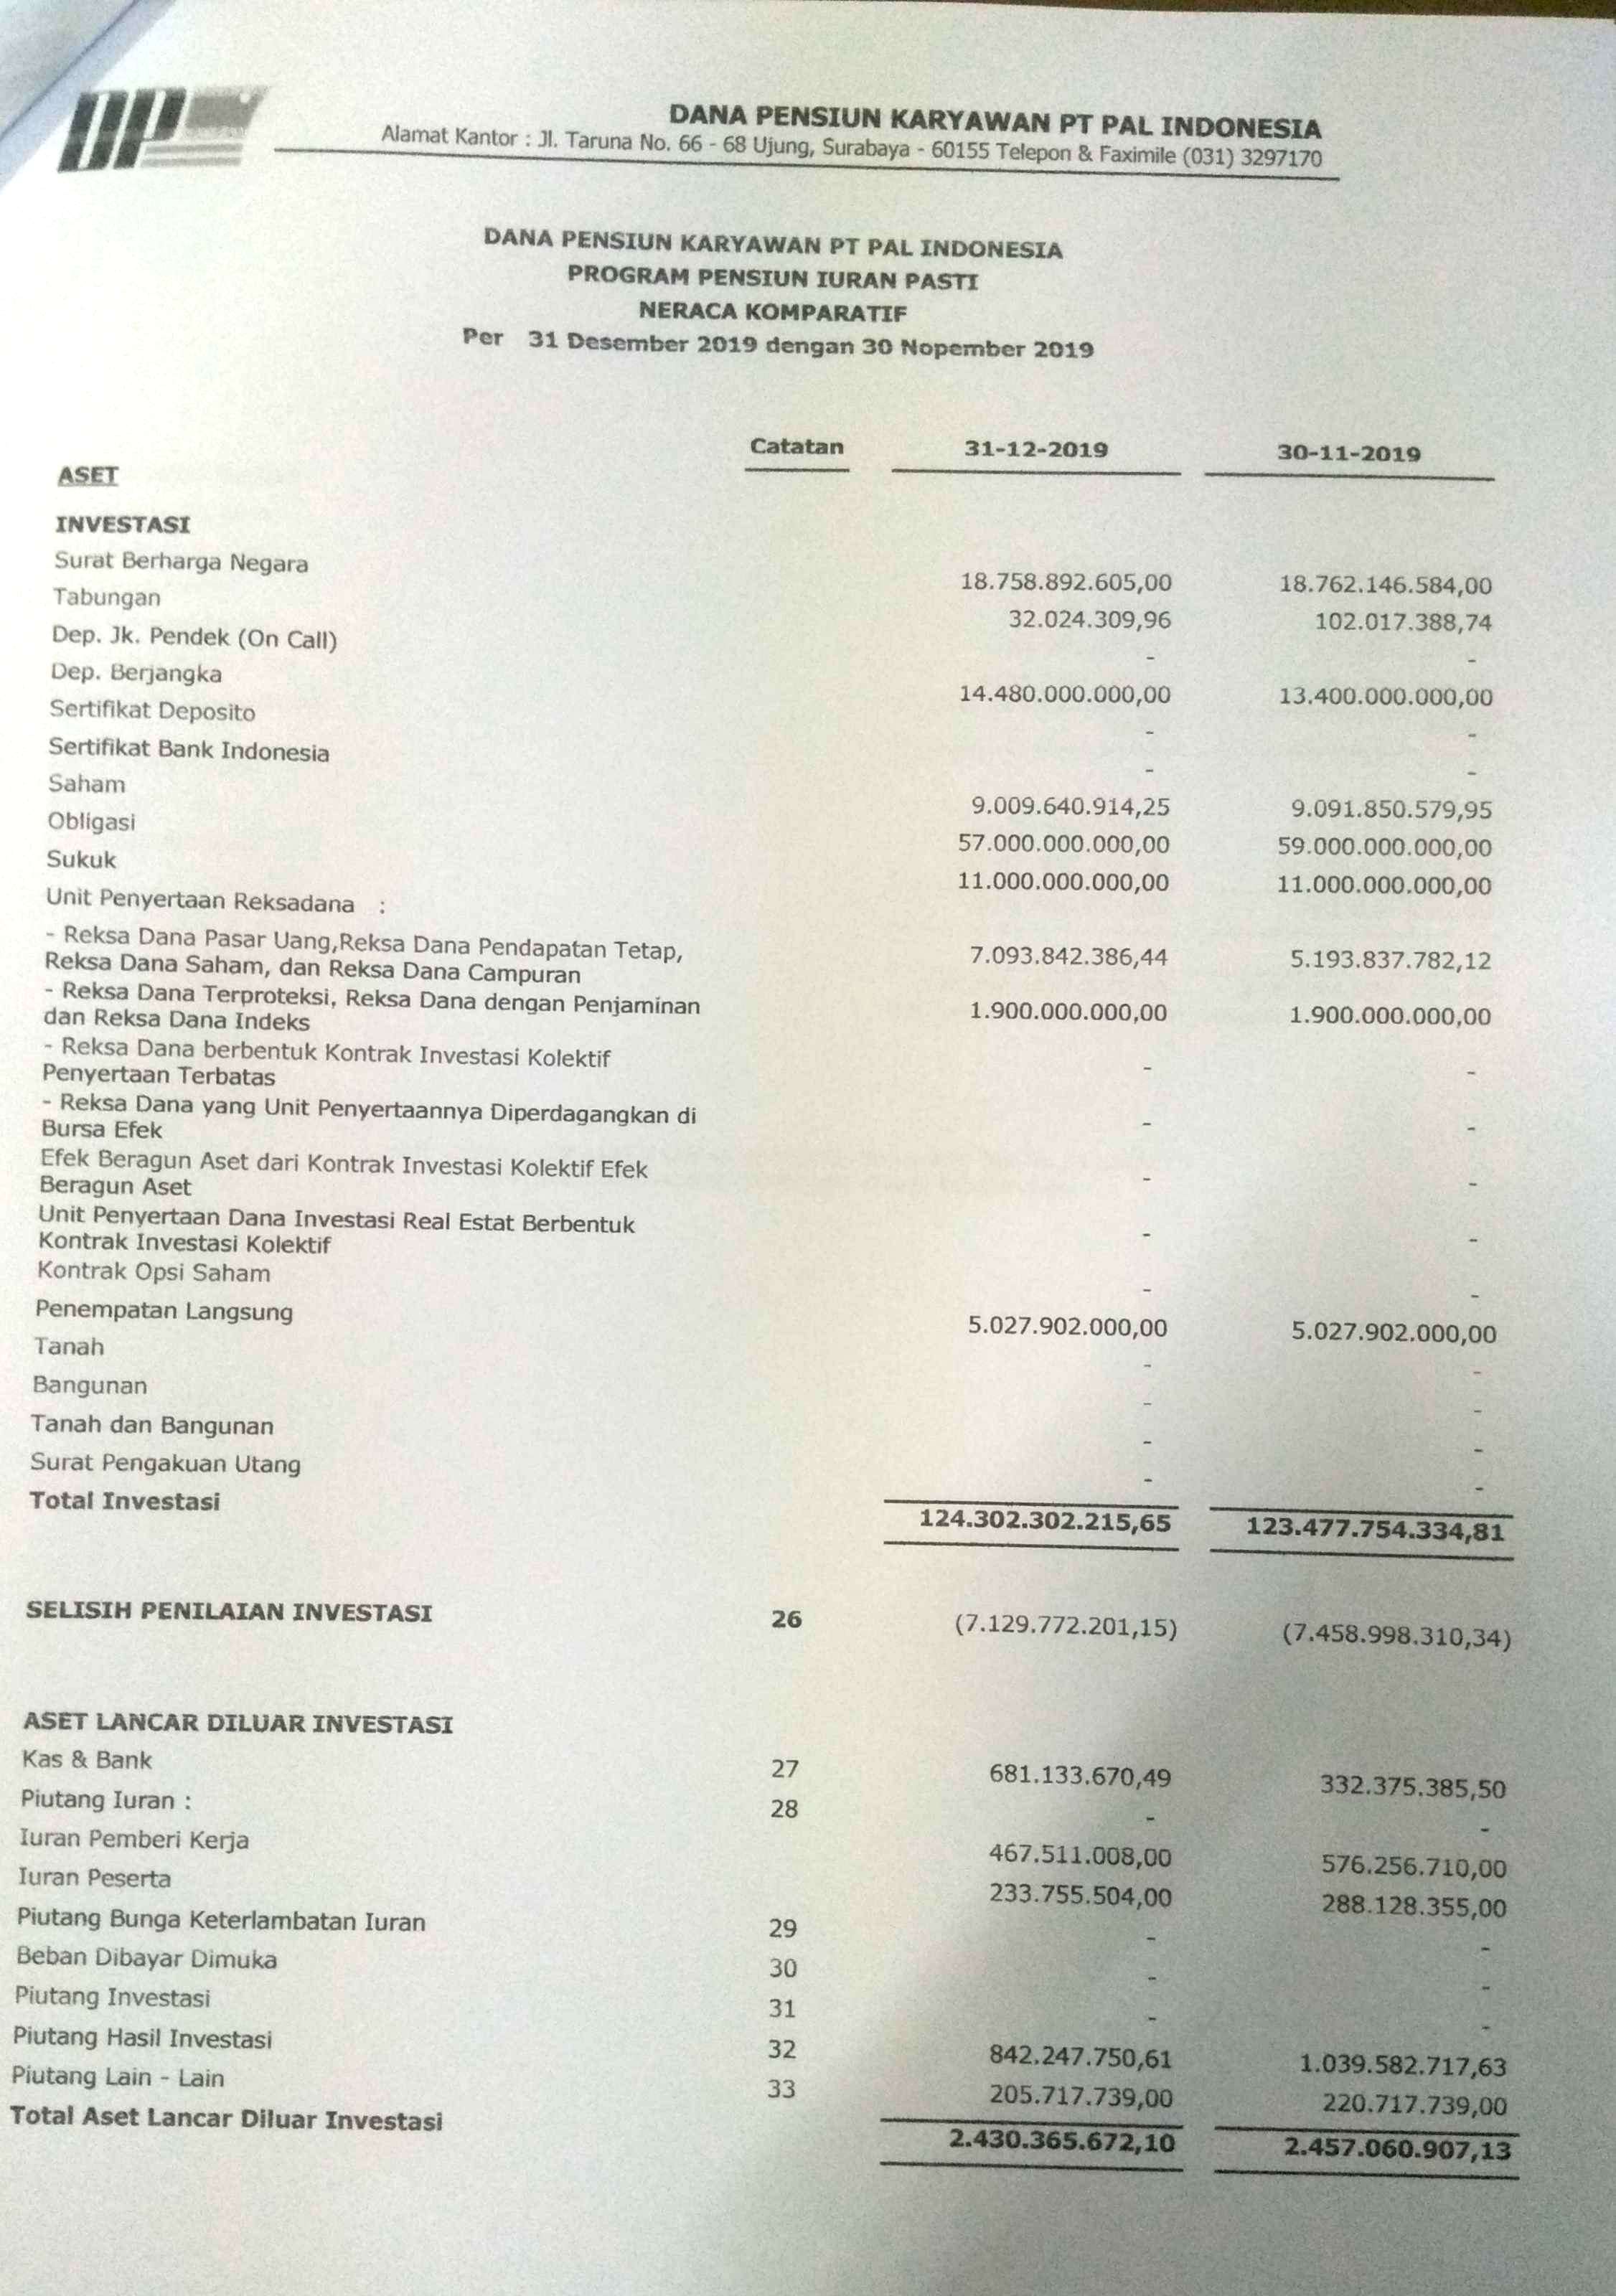 DP
DANA PENSIUN KARYAWAN PT PAL INDONESIA
Alamat Kantor : Jl. Taruna No. 66 - 68 Ujung, Surabaya - 60155 Telepon & Faximile (031) 3297170
DANA PENSIUN KARYAWAN PT PAL INDONESIA
PROGRAM PENSIUN IURAN PASTI
NERACA KOMPARATIF
Per 31 Desember 2019 dengan 30 Nopember 2019
Catatan 31-12-2019 30-11-2019
ASET
INVESTASI
Surat Berharga Negara 18.758.892.605,00 18.762.146.584,00
Tabungan 32.024.309,96 102.017.388,74
Dep. Jk. Pendek (On Call) - -
Dep. Berjangka 14.480.000.000,00 13.400.000.000,00
Sertifikat Deposito - -
Sertifikat Bank Indonesia - -
Saham 9.009.640.914,25 9.091.850.579,95
Obligasi 57.000.000.000,00 59.000.000.000,00
Sukuk 11.000.000.000,00 11.000.000.000,00
Unit Penyertaan Reksadana :
- Reksa Dana Pasar Uang,Reksa Dana Pendapatan Tetap,
Reksa Dana Saham, dan Reksa Dana Campuran 7.093.842.386,44 5.193.837.782,12
- Reksa Dana Terproteksi, Reksa Dana dengan Penjaminan
dan Reksa Dana Indeks 1.900.000.000,00 1.900.000.000,00
- Reksa Dana berbentuk Kontrak Investasi Kolektif
Penyertaan Terbatas - -
- Reksa Dana yang Unit Penyertaannya Diperdagangkan di
Bursa Efek - -
Efek Beragun Aset dari Kontrak Investasi Kolektif Efek
Beragun Aset - -
Unit Penyertaan Dana Investasi Real Estat Berbentuk
Kontrak Investasi Kolektif - -
Kontrak Opsi Saham - -
Penempatan Langsung 5.027.902.000,00 5.027.902.000,00
Tanah - -
Bangunan - -
Tanah dan Bangunan - -
Surat Pengakuan Utang - -
Total Investasi 124.302.302.215,65 123.477.754.334,81
SELISIH PENILAIAN INVESTASI 26 (7.129.772.201,15) (7.458.998.310,34)
ASET LANCAR DILUAR INVESTASI
Kas & Bank 27 681.133.670,49 332.375.385,50
Piutang Iuran : 28 - -
Iuran Pemberi Kerja 467.511.008,00 576.256.710,00
Iuran Peserta 233.755.504,00 288.128.355,00
Piutang Bunga Keterlambatan Iuran 29 - -
Beban Dibayar Dimuka 30 - -
Piutang Investasi 31 - -
Piutang Hasil Investasi 32 842.247.750,61 1.039.582.717,63
Piutang Lain - Lain 33 205.717.739,00 220.717.739,00
Total Aset Lancar Diluar Investasi 2.430.365.672,10 2.457.060.907,13